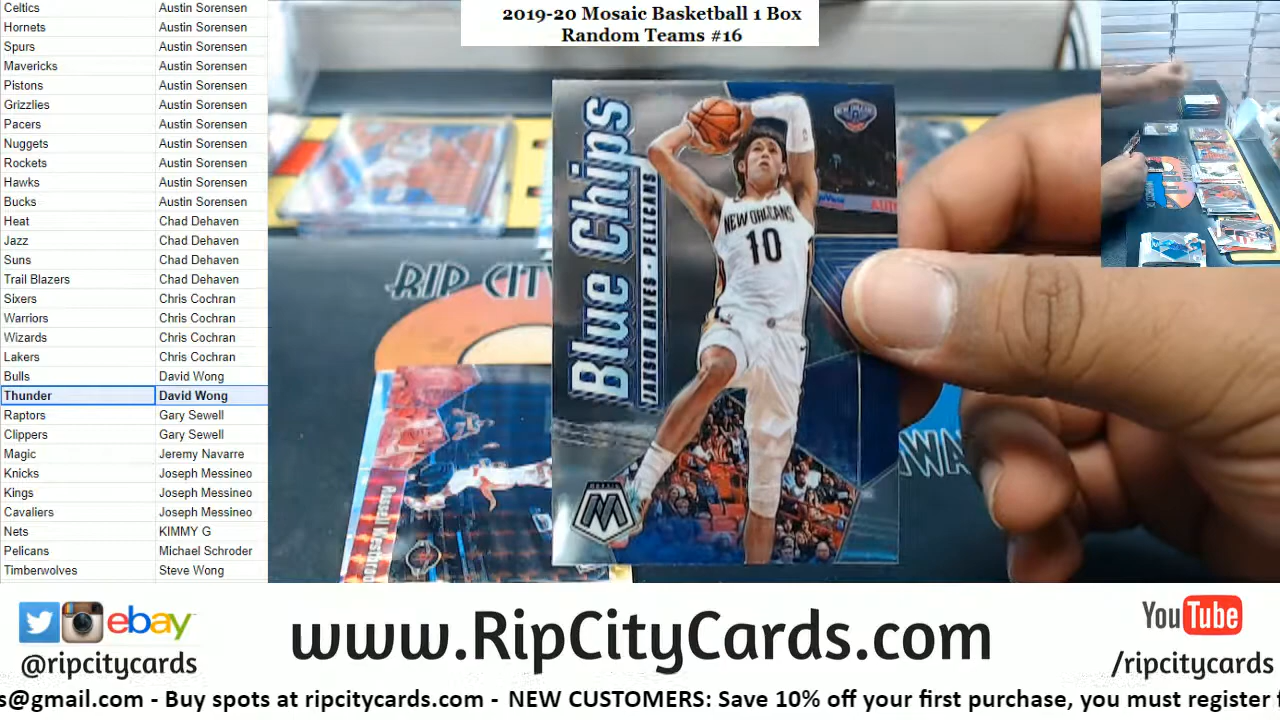 2019-20 Mosaic Basketball 1 Box
Random Teams #16
Celtics Austin Sorensen
Hornets Austin Sorensen
Spurs Austin Sorensen
Mavericks Austin Sorensen
Pistons Austin Sorensen
Grizzlies Austin Sorensen
Pacers Austin Sorensen
Nuggets Austin Sorensen
Rockets Austin Sorensen
Hawks Austin Sorensen
Bucks Austin Sorensen
Heat Chad Dehaven
Jazz Chad Dehaven
Suns Chad Dehaven
Trail Blazers Chad Dehaven
Sixers Chris Cochran
Warriors Chris Cochran
Wizards Chris Cochran
Lakers Chris Cochran
Bulls David Wong
Thunder David Wong
Raptors Gary Sewell
Clippers Gary Sewell
Magic Jeremy Navarre
Knicks Joseph Messineo
Kings Joseph Messineo
Cavaliers Joseph Messineo
Nets KIMMY G
Pelicans Michael Schroder
Timberwolves Steve Wong
Blue Chips
JAXSON HAYES • PELICANS
NEW ORLEANS
10
MOSAIC
M
RIP CITY
ebay
@ripcitycards
www.RipCityCards.com
YouTube
/ripcitycards
s@gmail.com - Buy spots at ripcitycards.com - NEW CUSTOMERS: Save 10% off your first purchase, you must register f